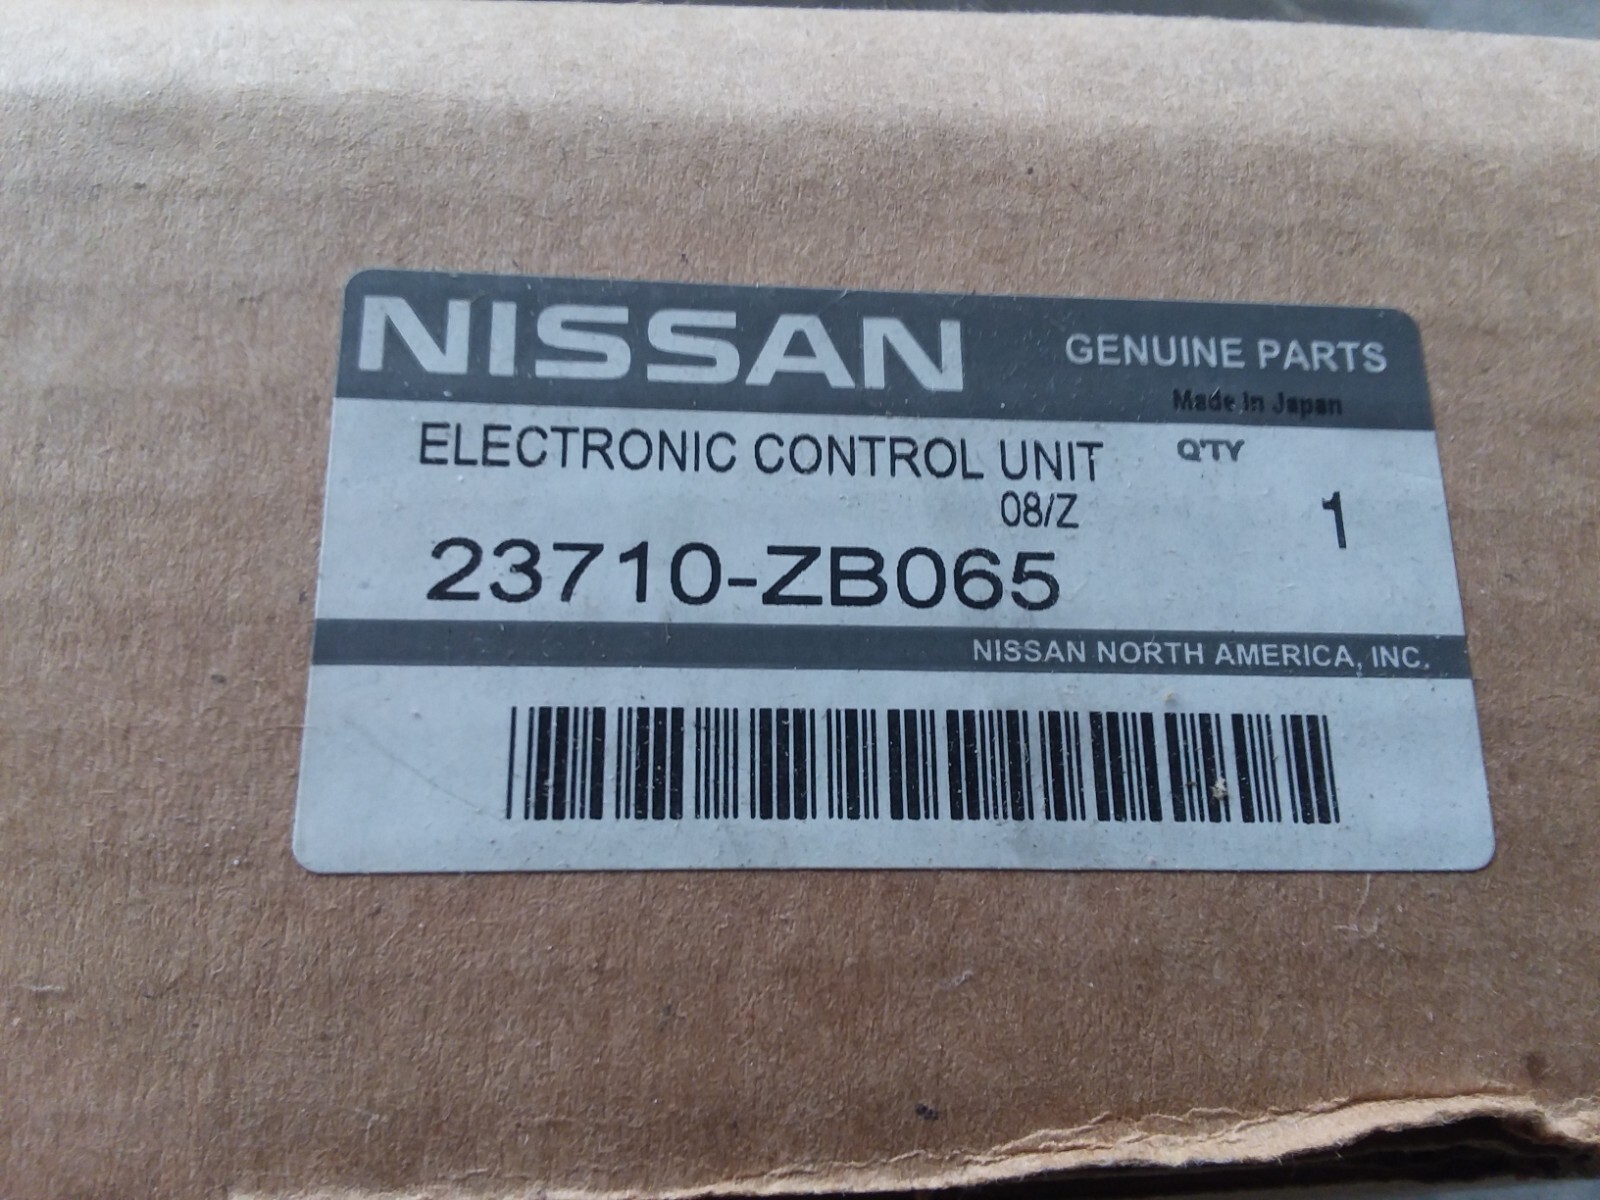 NISSAN GENUINE PARTS
Made in Japan
ELECTRONIC CONTROL UNIT Q'TY
08/Z 1
23710-ZB065
NISSAN NORTH AMERICA, INC.